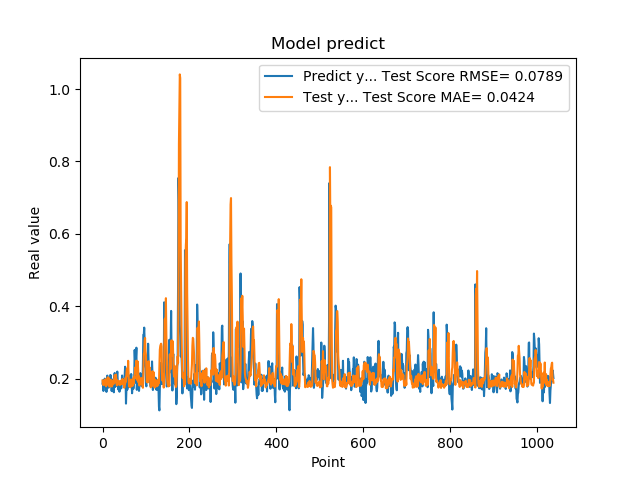 Model predict
Predict y... Test Score RMSE= 0.0789
Test y... Test Score MAE= 0.0424
1.0
0.8
0.6
0.4
0.2
Real value
0 200 400 600 800 1000
Point